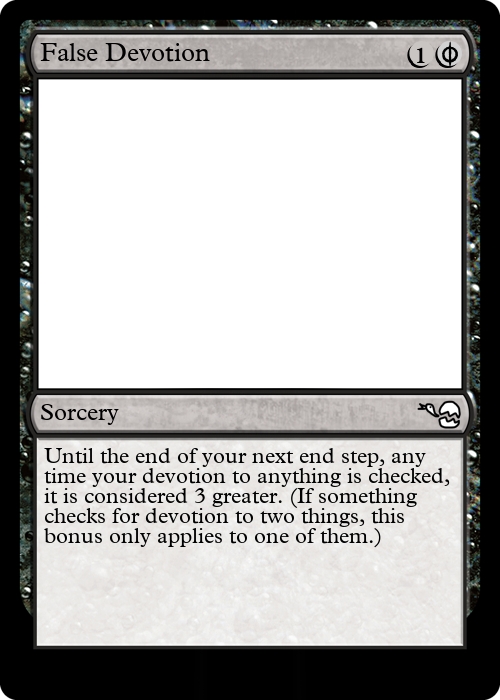 False Devotion
1
Sorcery
Until the end of your next end step, any
time your devotion to anything is checked,
it is considered 3 greater. (If something
checks for devotion to two things, this
bonus only applies to one of them.)